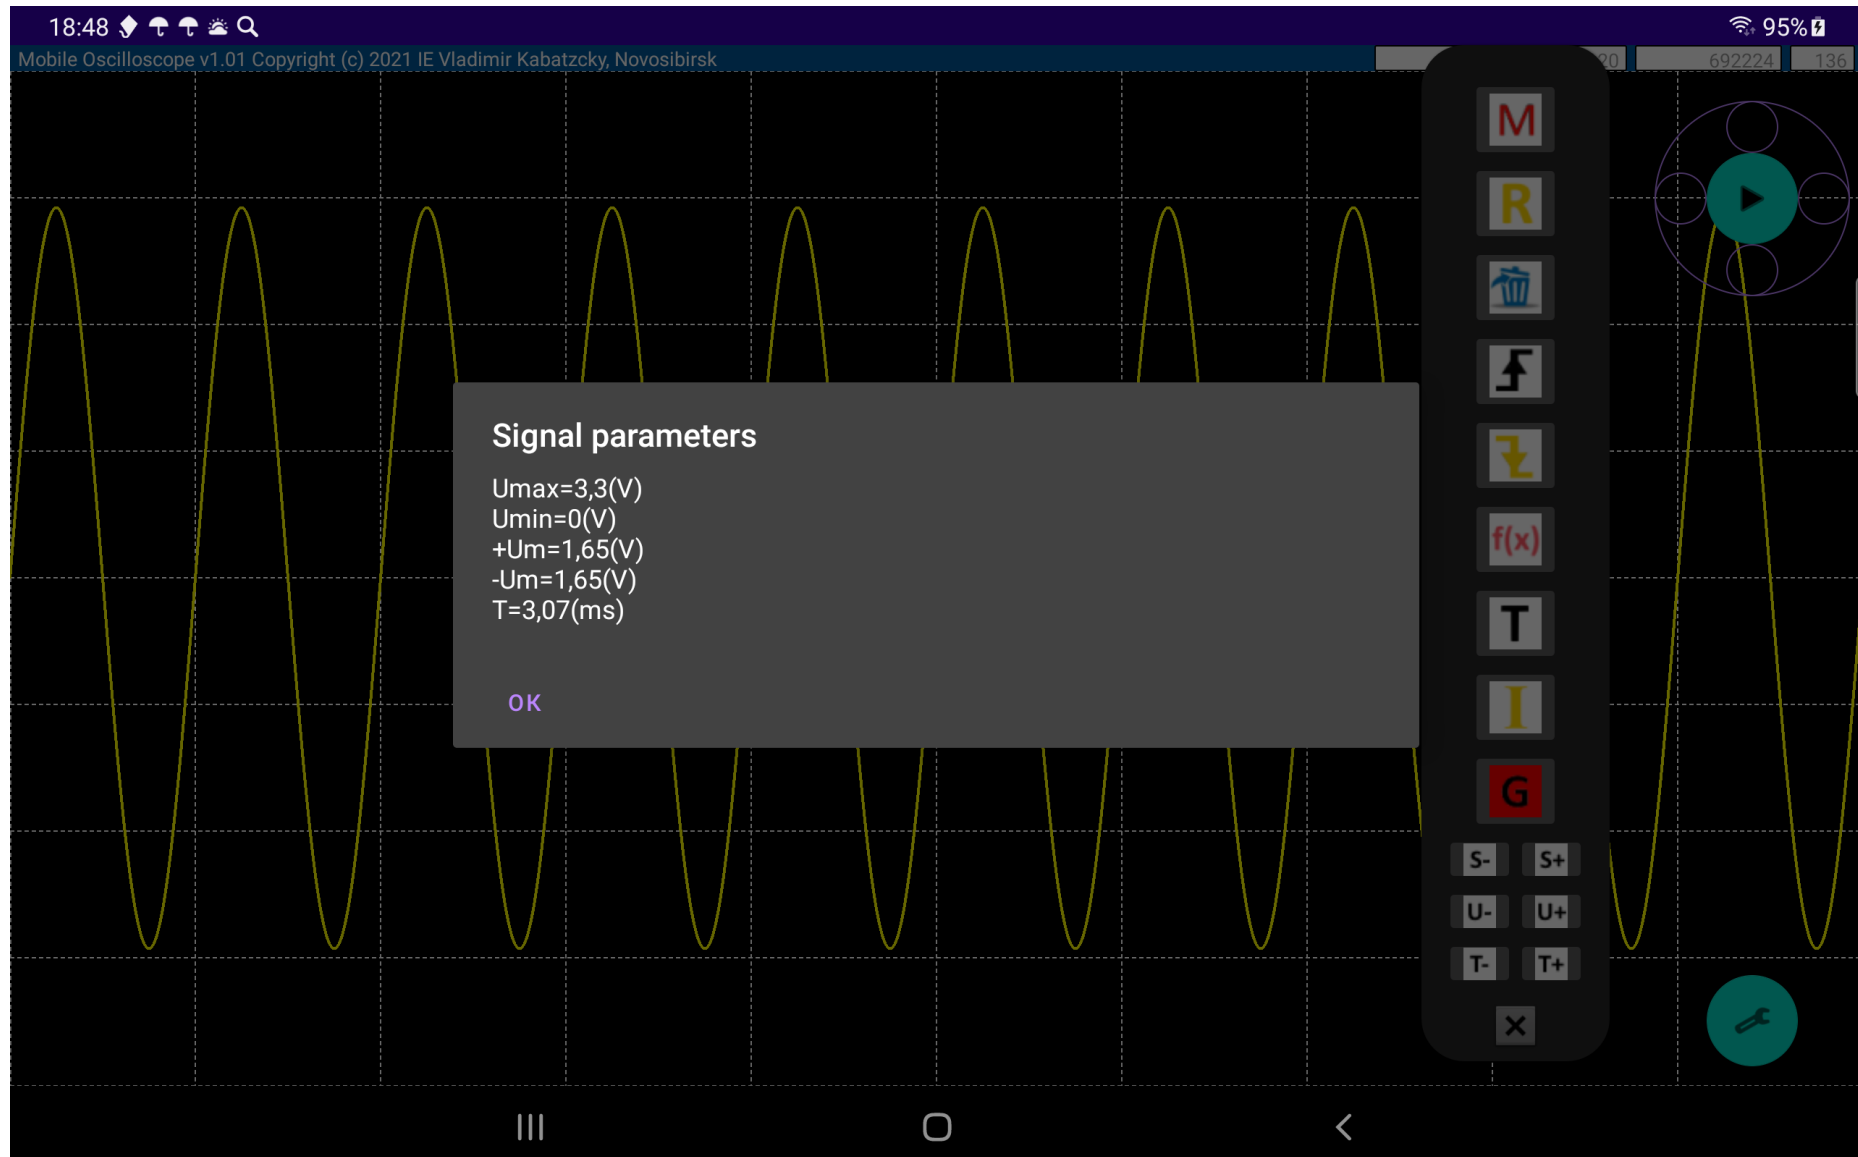 18:48
95%
Mobile Oscilloscope v1.01 Copyright (c) 2021 IE Vladimir Kabatzcky, Novosibirsk
20
692224
136
M
R
f(x)
T
I
G
S- S+
U- U+
T- T+
Signal parameters
Umax=3,3(V)
Umin=0(V)
+Um=1,65(V)
-Um=1,65(V)
T=3,07(ms)
OK